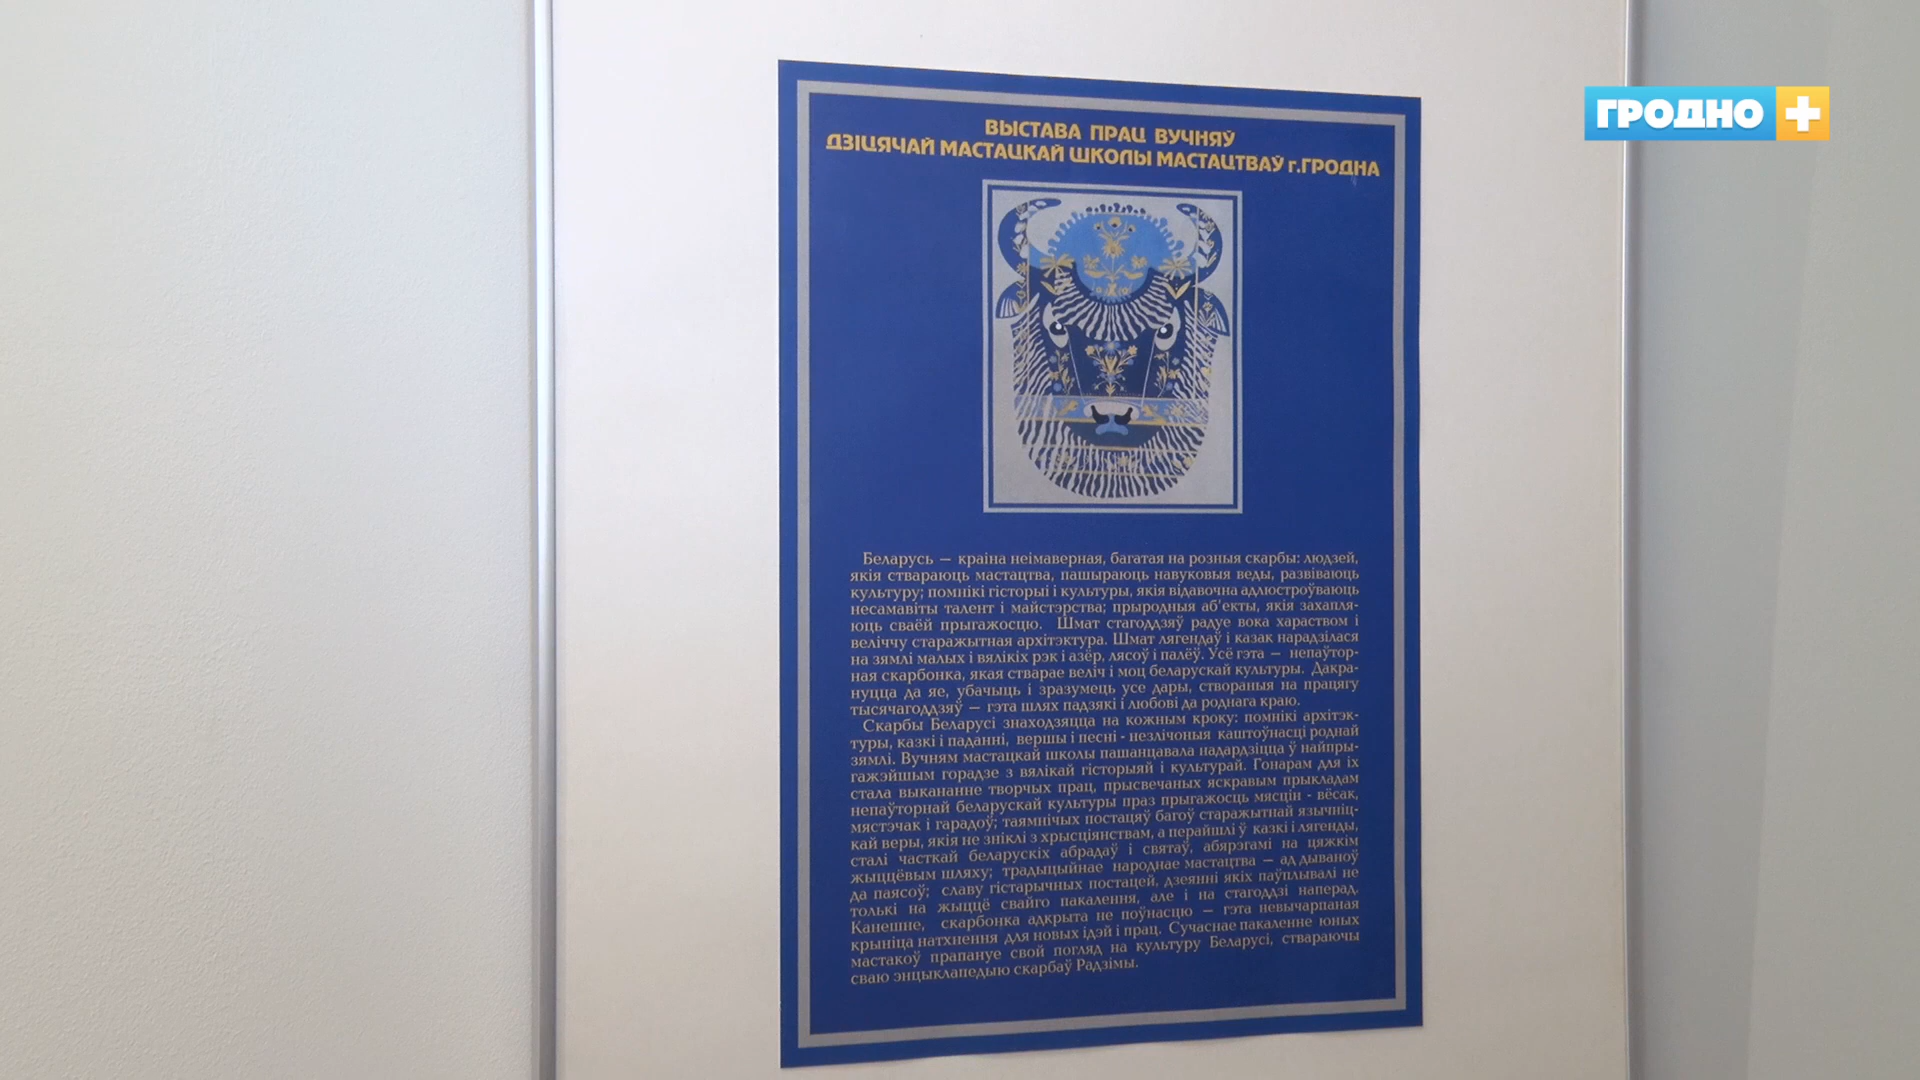 ГРОДНО +
ВЫСТАВА ПРАЦ ВУЧНЯЎ
ДЗІЦЯЧАЙ МАСТАЦКАЙ ШКОЛЫ МАСТАЦТВАЎ г.ГРОДНА
Беларусь – краіна неімаверная, багатая на розныя скарбы: людзей,
якія ствараюць мастацтва, пашыраюць навуковыя веды, развіваюць
культуру; помнікі гісторыі і культуры, якія відавочна адлюстроўваюць
несамавіты талент і майстэрства; прыродныя аб'екты, якія захапля-
юць сваёй прыгажосцю. Шмат стагоддзяў радуе вока хараством і
веліччу старажытная архітэктура. Шмат лягендаў і казак нарадзілася
на зямлі малых і вялікіх рэк і азёр, лясоў і палёў. Усё гэта – непаўтор-
ная скарбонка, якая стварае веліч і моц беларускай культуры. Дакра-
нуцца да яе, убачыць і зразумець усе дары, створаныя на працягу
тысячагоддзяў – гэта шлях падзякі і любові да роднага краю.
Скарбы Беларусі знаходзяцца на кожным кроку: помнікі архітэк-
туры, казкі і паданні, вершы і песні - незлічоныя каштоўнасці роднай
зямлі. Вучням мастацкай школы пашанцавала надардзіцца ў найпры-
гажэйшым горадзе з вялікай гісторыяй і культурай. Гонарам для іх
стала выкананне творчых прац, прысвечаных яскравым прыкладам
непаўторнай беларускай культуры праз прыгажосць мясцін - вёсак,
мястэчак і гарадоў; таямнічых постацяў багоў старажытнай язычніц-
кай веры, якія не зніклі з хрысціянствам, а перайшлі ў казкі і лягенды,
сталі часткай беларускіх абрадаў і святаў, абярэгамі на цяжкім
жыццёвым шляху; традыцыйнае народнае мастацтва – ад дываноў
да паясоў; славу гістарычных постацей, дзеянні якіх паўплывалі не
толькі на жыццё свайго пакалення, але і на стагоддзі наперад.
Канешне, скарбонка адкрыта не поўнасцю – гэта невычарпаная
крыніца натхнення для новых ідэй і прац. Сучаснае пакаленне юных
мастакоў прапануе свой погляд на культуру Беларусі, ствараючы
сваю энцыклапедыю скарбаў Радзімы.